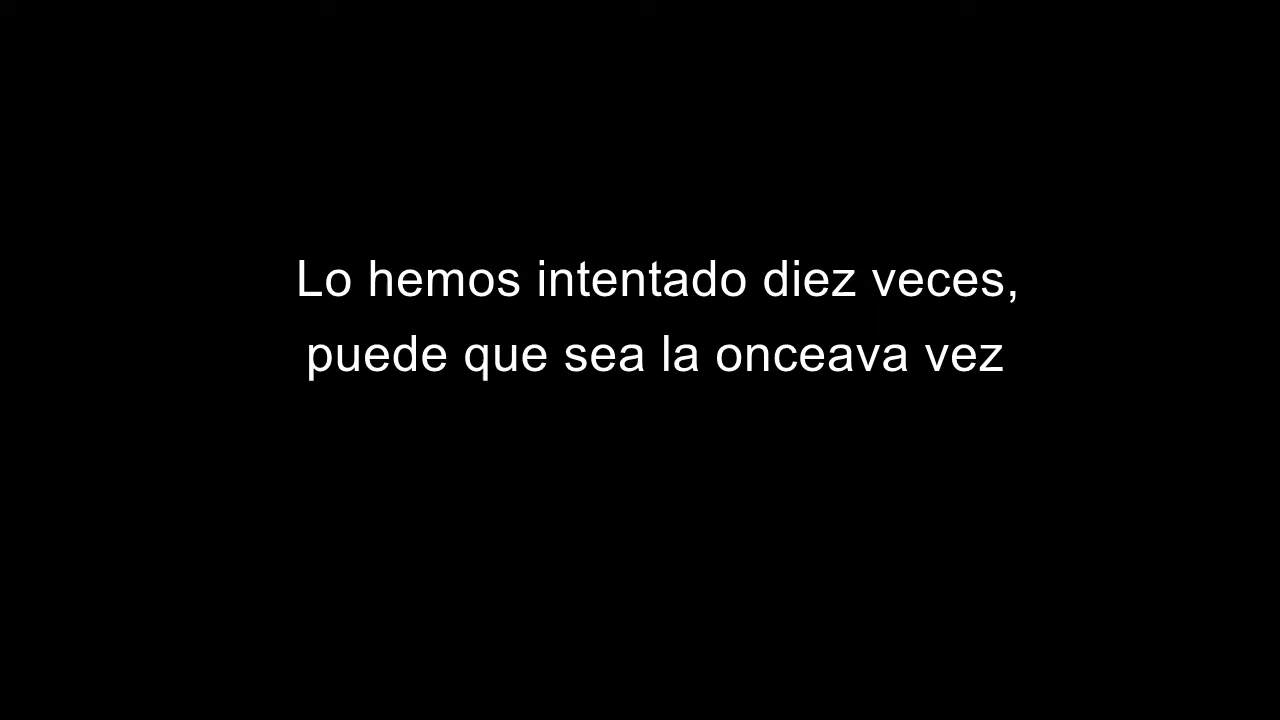 Lo hemos intentado diez veces,
puede que sea la onceava vez